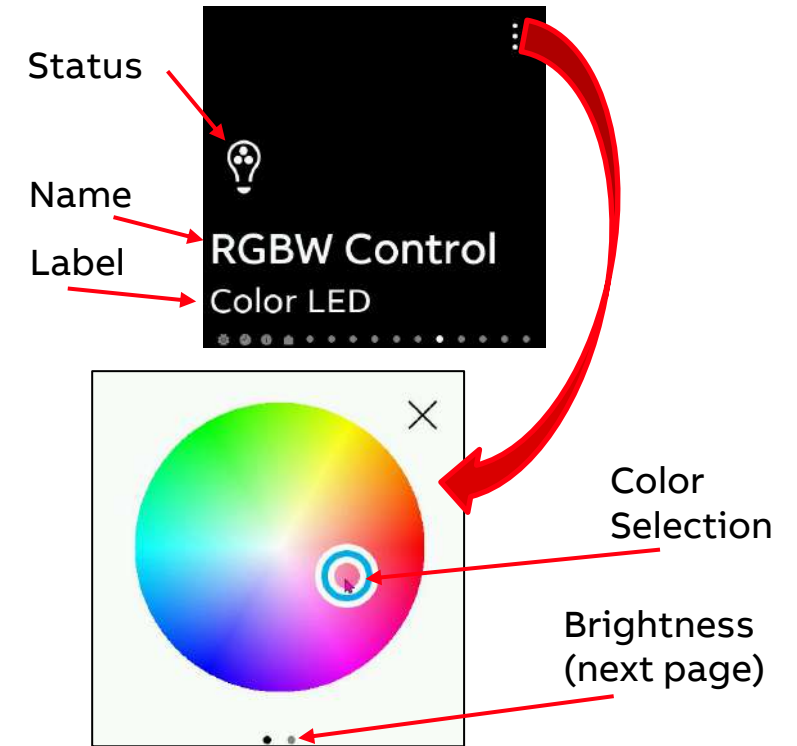 Status
Name
RGBW Control
Label
Color LED
Color
Selection
Brightness
(next page)